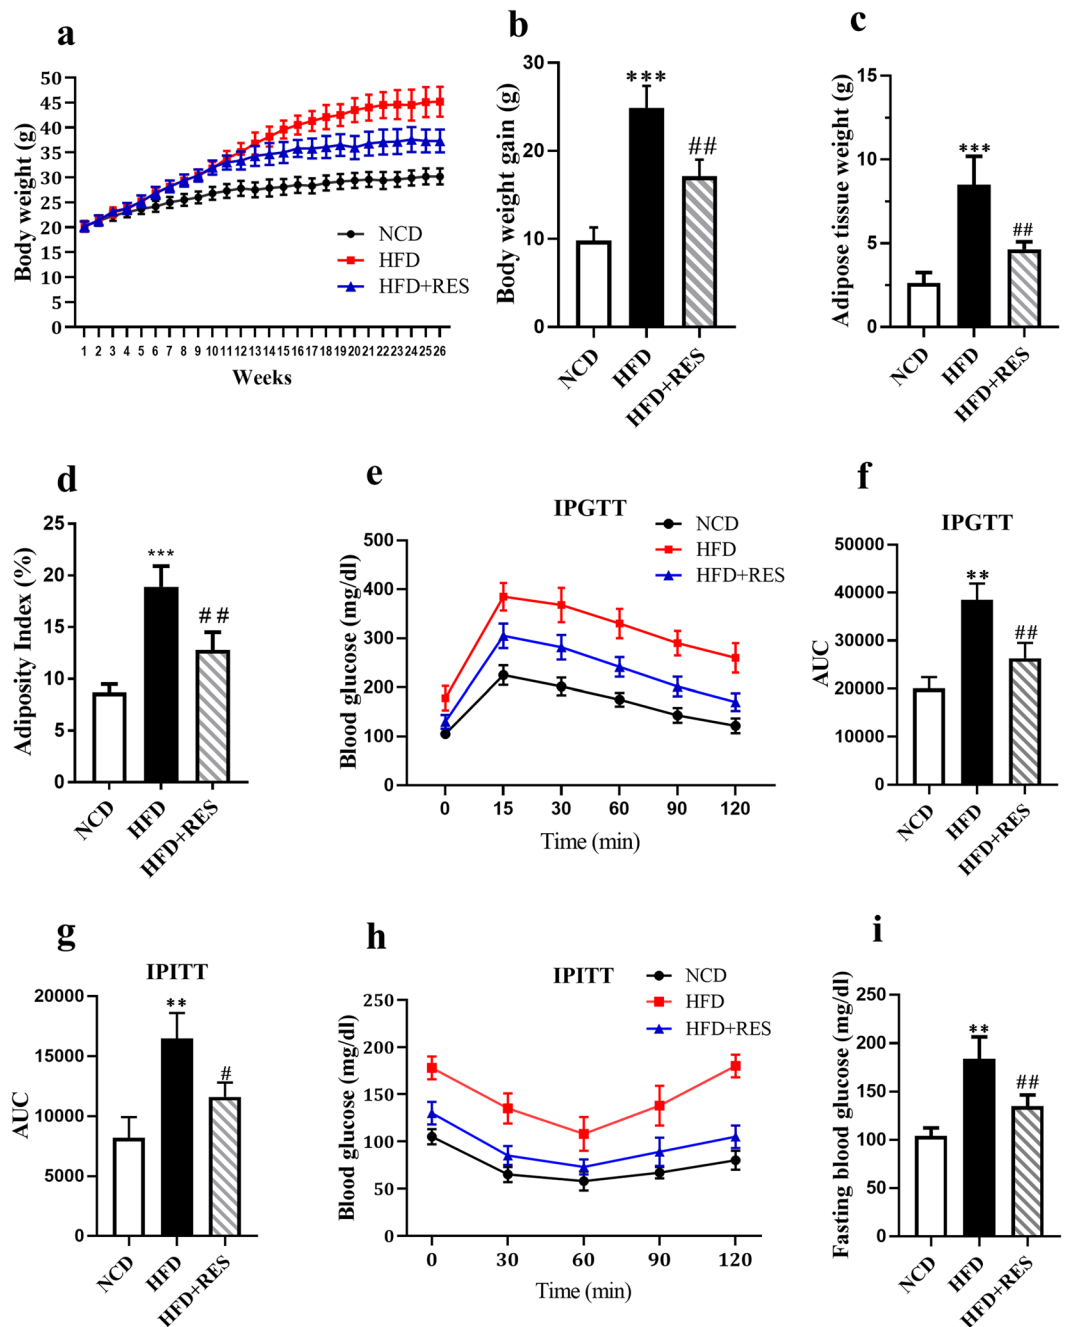 a
50
45
40
35
30
25
20
15
10
5
0
Body weight (g)
NCD
HFD
HFD+RES
1 2 3 4 5 6 7 8 9 10 11 12 13 14 15 16 17 18 19 20 21 22 23 24 25 26
Weeks
b
30
20
10
0
Body weight gain (g)
***
##
NCD
HFD
HFD+RES
c
15
10
5
0
Adipose tissue weight (g)
***
##
NCD
HFD
HFD+RES
d
25
20
15
10
5
0
Adiposity Index (%)
***
##
NCD
HFD
HFD+RES
e
IPGTT
NCD
HFD
HFD+RES
500
400
300
200
100
0
Blood glucose (mg/dl)
0 15 30 60 90 120
Time (min)
f
IPGTT
50000
40000
30000
20000
10000
0
AUC
**
##
NCD
HFD
HFD+RES
g
IPITT
20000
15000
10000
5000
0
AUC
**
#
NCD
HFD
HFD+RES
h
IPITT
NCD
HFD
HFD+RES
250
200
150
100
50
0
Blood glucose (mg/dl)
0 30 60 90 120
Time (min)
i
250
200
150
100
50
0
Fasting blood glucose (mg/dl)
**
##
NCD
HFD
HFD+RES